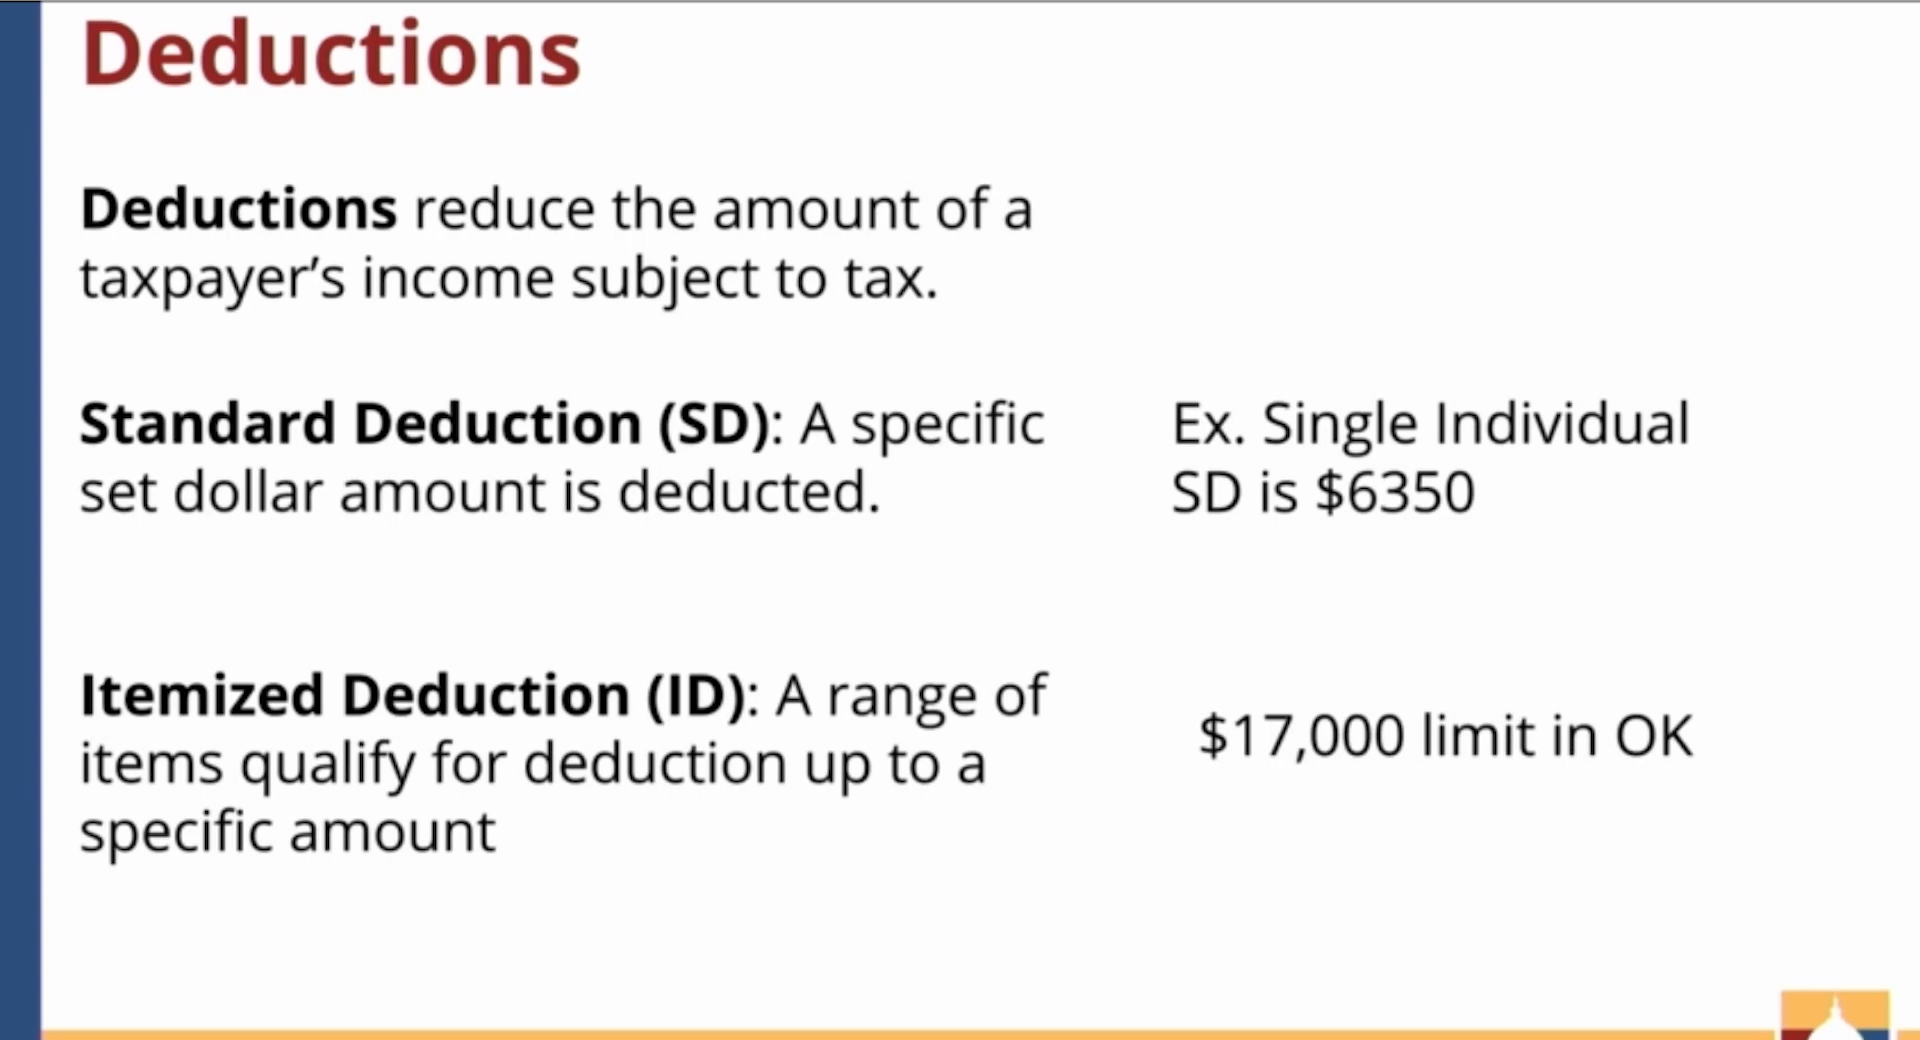 Deductions
Deductions reduce the amount of a
taxpayer’s income subject to tax.
Standard Deduction (SD): A specific
set dollar amount is deducted.
Ex. Single Individual
SD is $6350
Itemized Deduction (ID): A range of
items qualify for deduction up to a
specific amount
$17,000 limit in OK